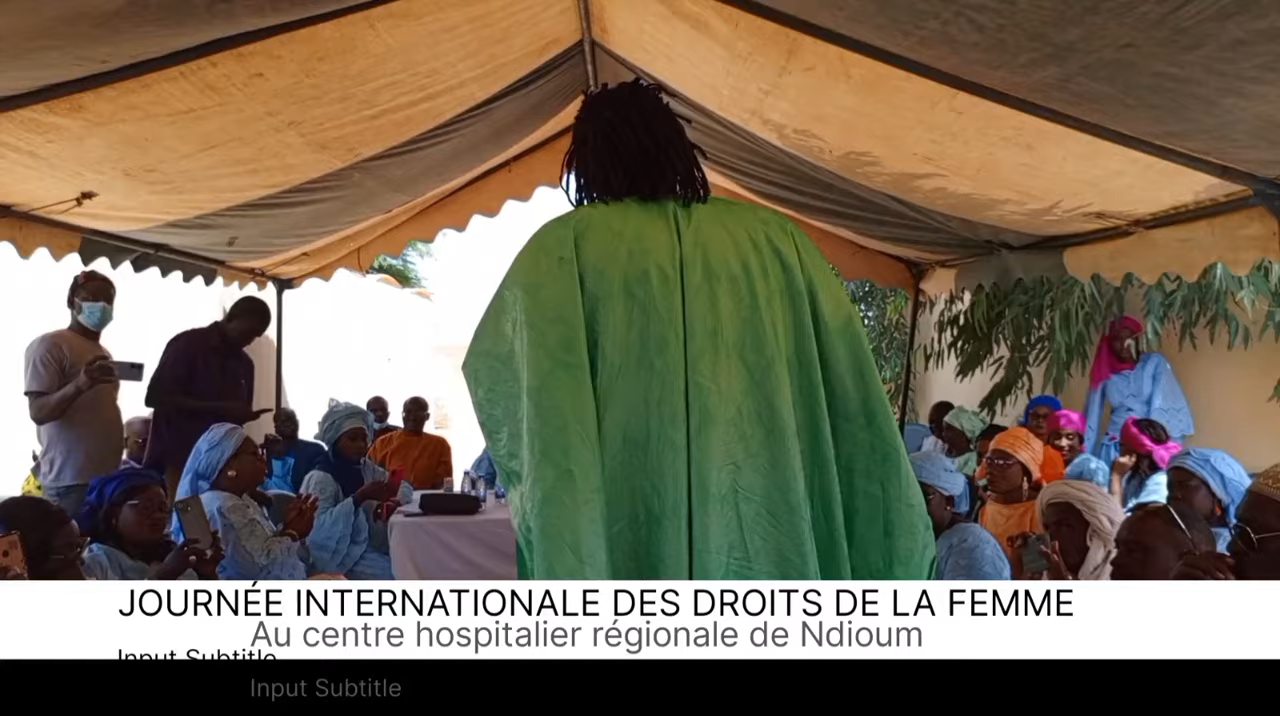 JOURNÉE INTERNATIONALE DES DROITS DE LA FEMME
Au centre hospitalier régionale de Ndioum
Input Subtitle
Input Subtitle